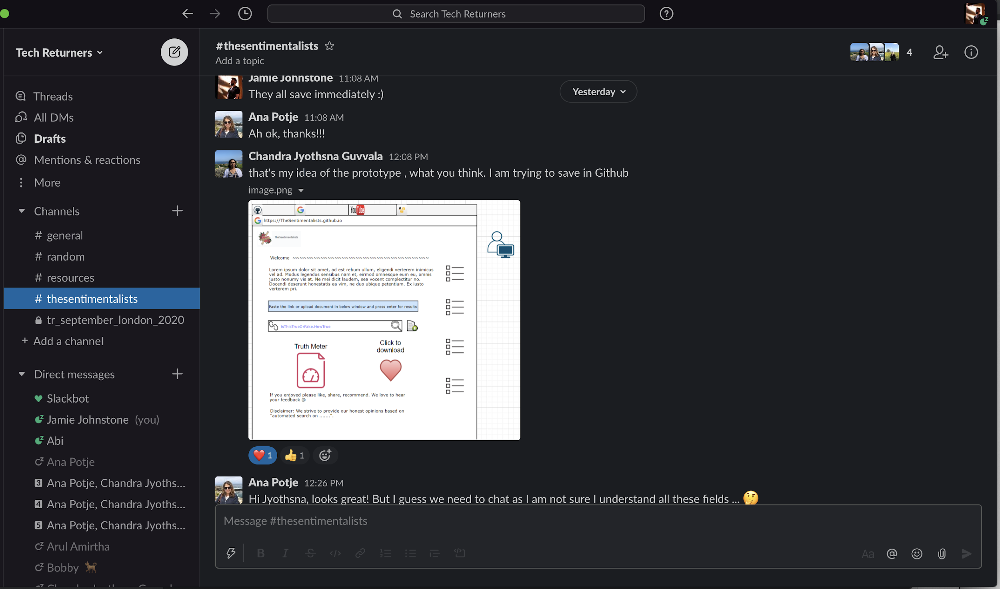 Search Tech Returners
Tech Returners
Threads
All DMs
Drafts
Mentions & reactions
More
Channels
# general
# random
# resources
# thesentimentalists
tr_september_london_2020
+ Add a channel
Direct messages
Slackbot
Jamie Johnstone (you)
Abi
Ana Potje
3 Ana Potje, Chandra Jyoths...
4 Ana Potje, Chandra Jyoths...
5 Ana Potje, Chandra Jyoths...
Arul Amirtha
Bobby
#thesentimentalists
Add a topic
4
Yesterday
Jamie Johnstone 11:08 AM
They all save immediately :)
Ana Potje 11:08 AM
Ah ok, thanks!!!
Chandra Jyothsna Guvvala 12:08 PM
that's my idea of the prototype , what you think. I am trying to save in Github
image.png
YouTube
https://TheSentimentalists.github.io
TheSentimentalists
Welcome ~~~~~~~~~~~~~~~~~~~~~~~~~~~~~~~~~~~~~~
Lorem ipsum dolor sit amet, ad est rebum ullum, eligendi verterem inimicus
vel ad. Modus legendos sensibus nam et, eirmod omnesque eum eu, omnis
justo nonumy vis at. Ne mei dicit laudem, sea vocent complectitur no.
Docendi deserunt honestatis ea vim, ne duo ubique petentium. Ex iusto
verterem pri.
Paste the link or upload document in below window and press enter for results
isThisTrueOrFake.HowTrue
Truth Meter
Click to
download
If you enjoyed please like, share, recommend. We love to hear
your feedback @
Disclaimer: We strive to provide our honest opinions based on
"automated search on .......".
1
1
Ana Potje 12:26 PM
Hi Jyothsna, looks great! But I guess we need to chat as I am not sure I understand all these fields ...
Message #thesentimentalists
B I S
Aa @